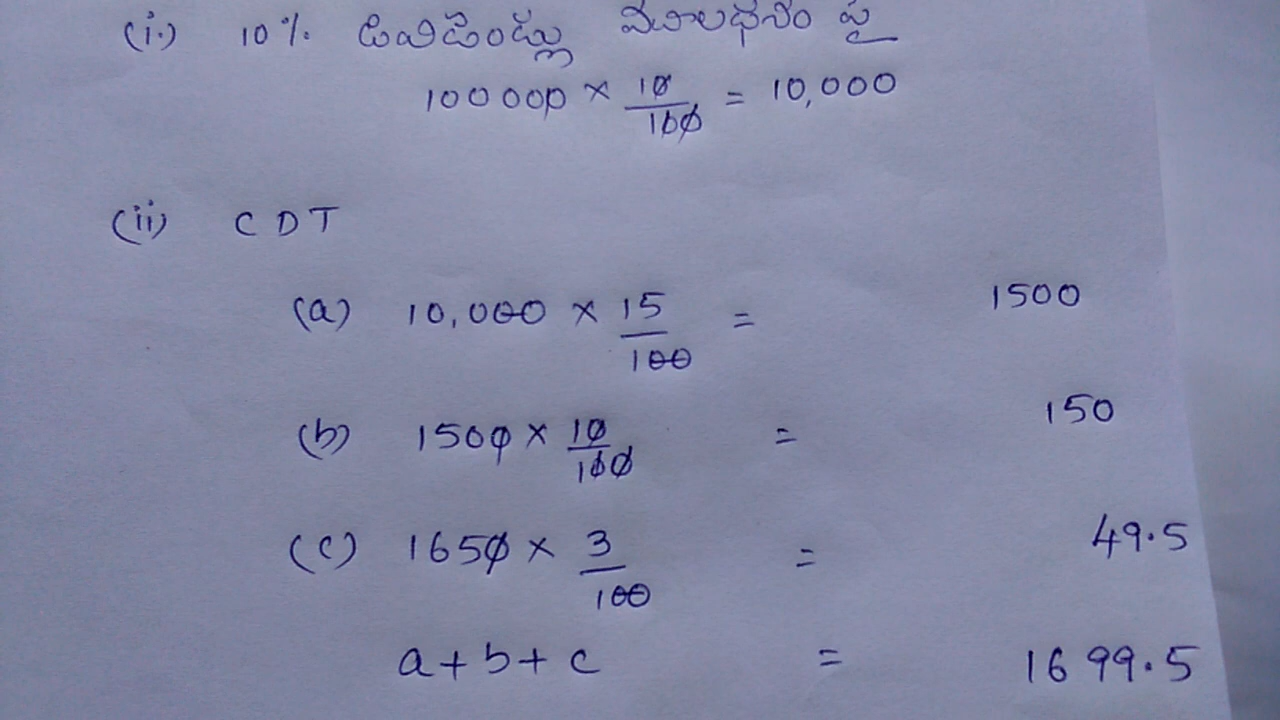 (i.) 10% డివిడెండ్లు మూలధనం పై
100000 × 10/100 = 10,000
(ii) CDT
(a) 10,000 × 15/100 = 1500
(b) 1500 × 10/100 = 150
(c) 1650 × 3/100 = 49.5
a + b + c = 1699.5